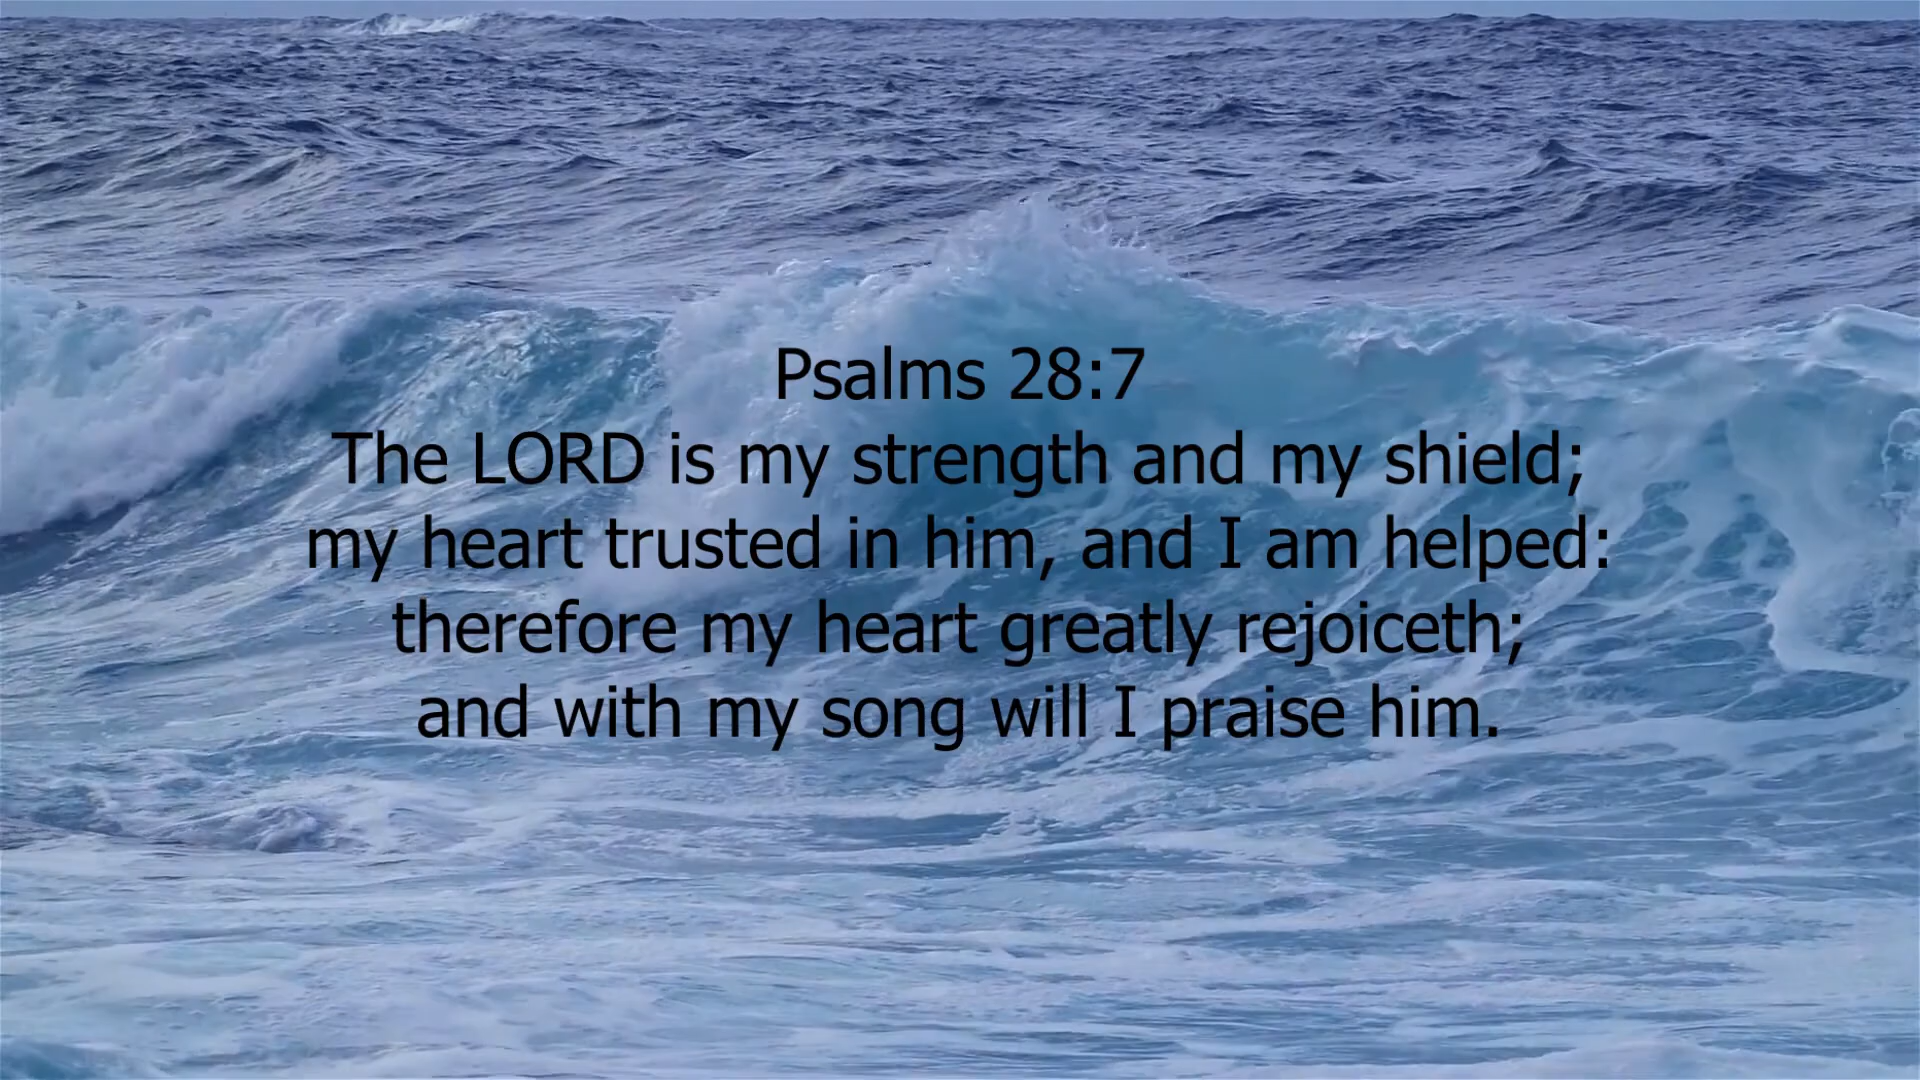 Psalms 28:7
The LORD is my strength and my shield;
my heart trusted in him, and I am helped:
therefore my heart greatly rejoiceth;
and with my song will I praise him.